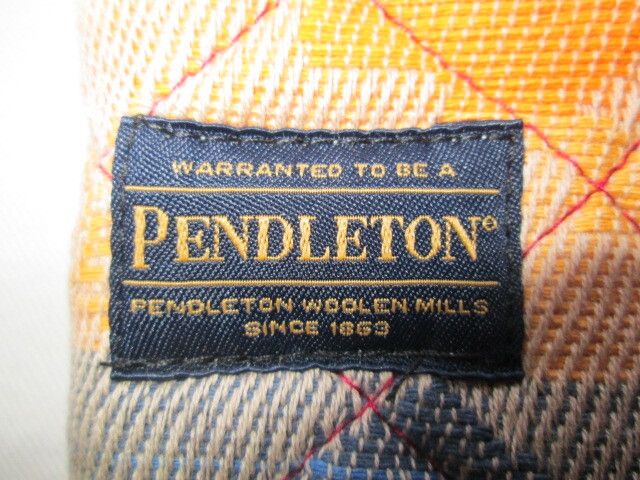 WARRANTED TO BE A
PENDLETON®
PENDLETON WOOLEN MILLS
SINCE 1863